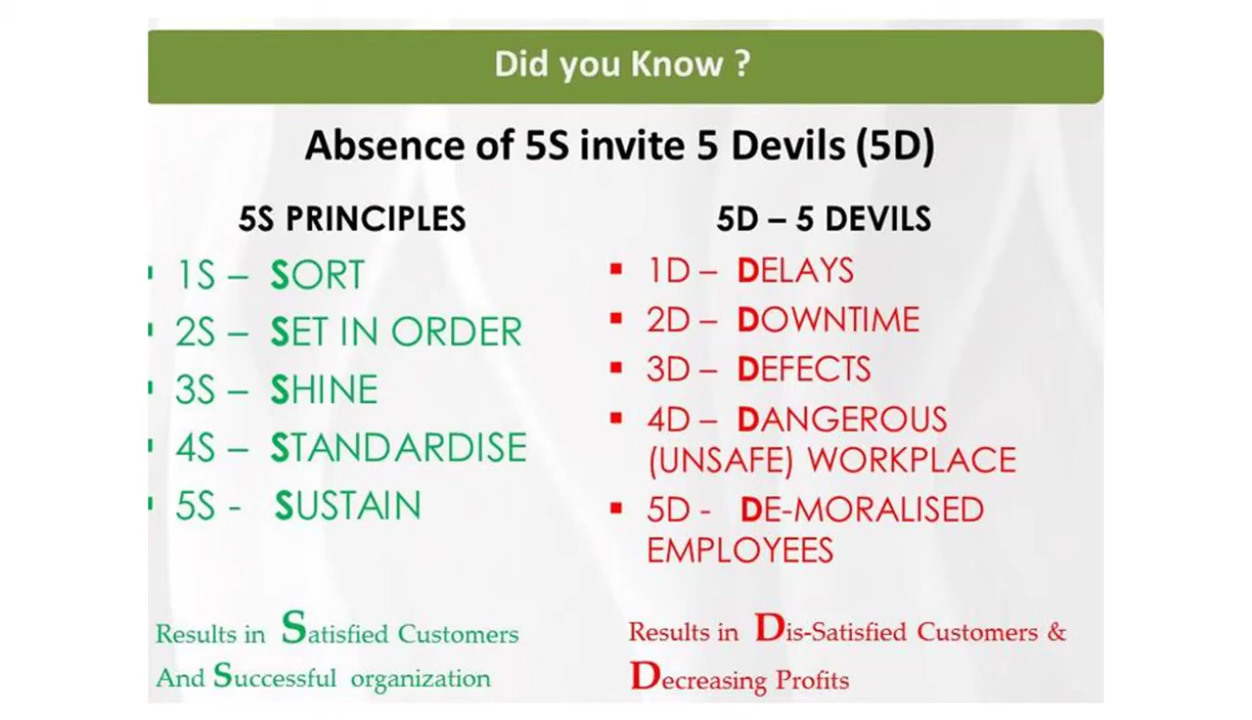 Did you Know ?
Absence of 5S invite 5 Devils (5D)
5S PRINCIPLES
▪ 1S – SORT
▪ 2S – SET IN ORDER
▪ 3S – SHINE
▪ 4S – STANDARDISE
▪ 5S - SUSTAIN
Results in Satisfied Customers
And Successful organization
5D – 5 DEVILS
▪ 1D – DELAYS
▪ 2D – DOWNTIME
▪ 3D – DEFECTS
▪ 4D – DANGEROUS
(UNSAFE) WORKPLACE
▪ 5D - DE-MORALISED
EMPLOYEES
Results in Dis-Satisfied Customers &
Decreasing Profits